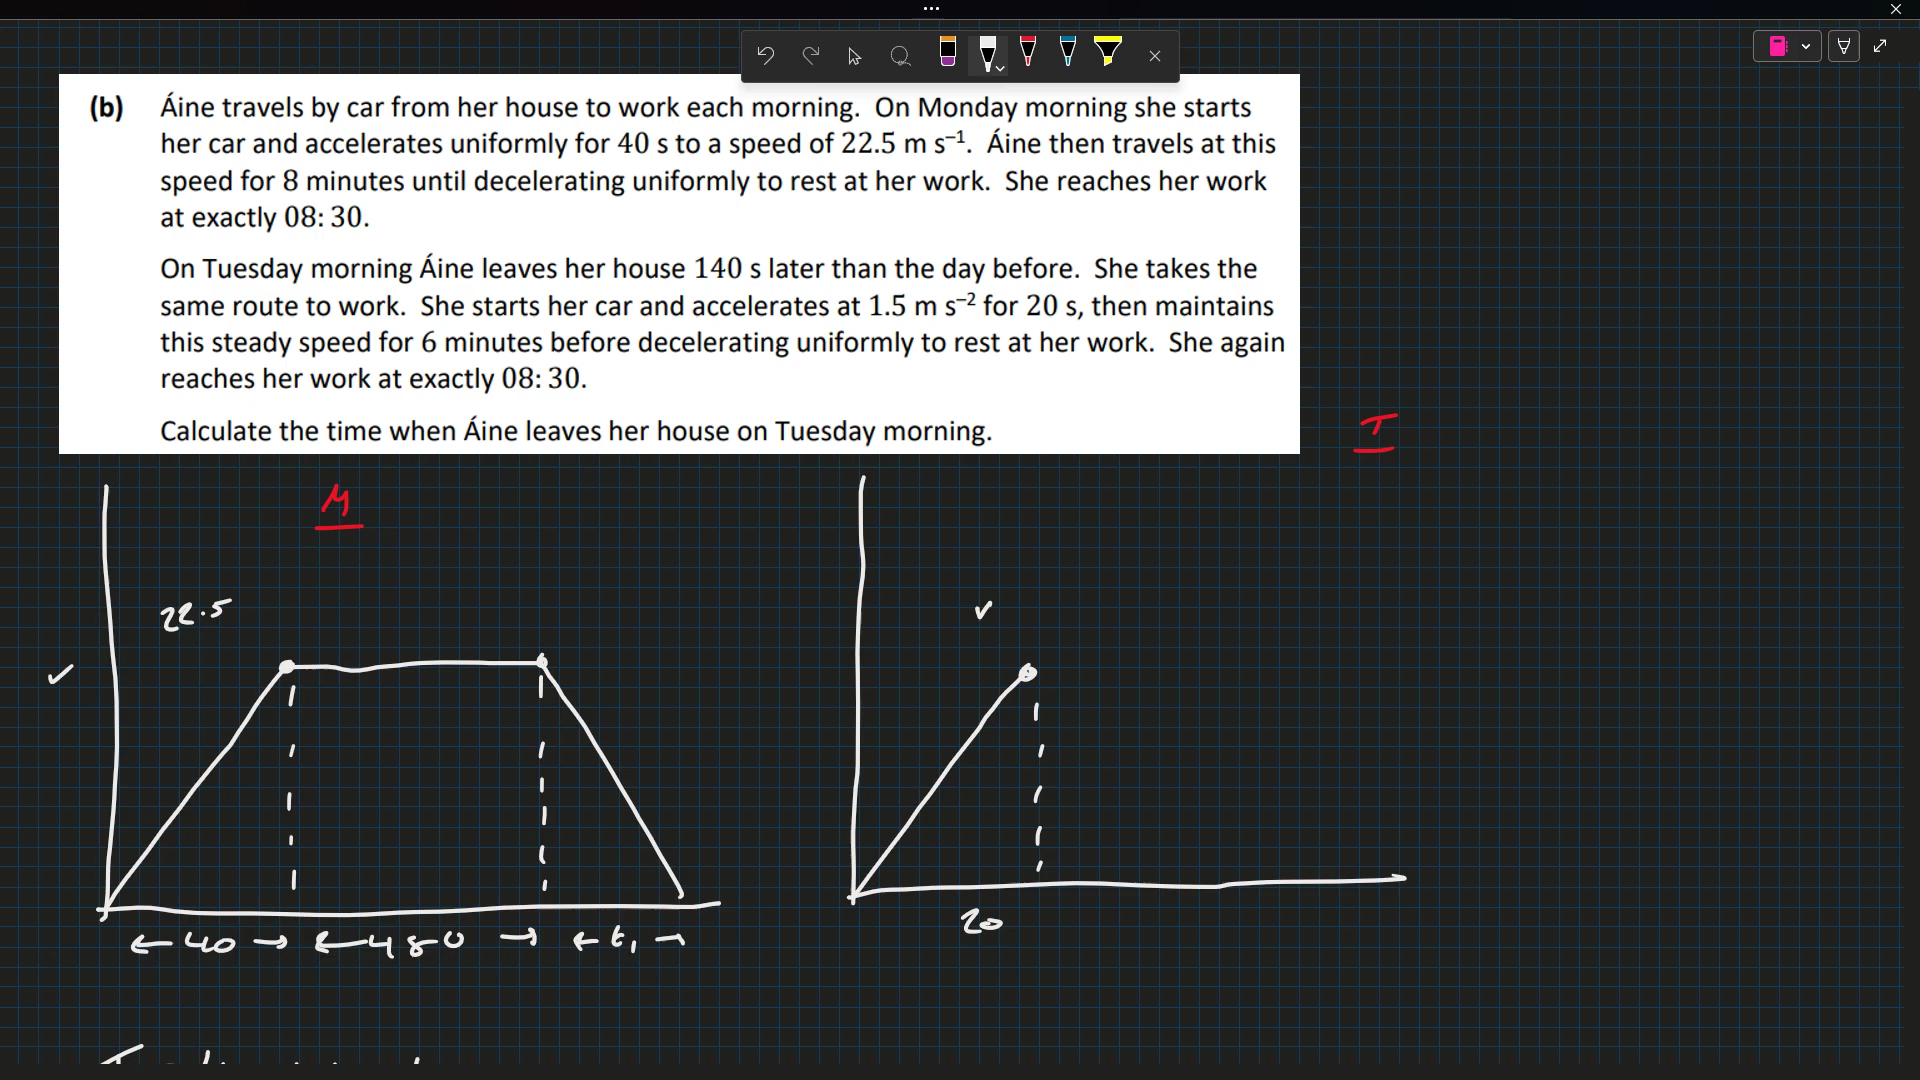 (b) Áine travels by car from her house to work each morning. On Monday morning she starts
her car and accelerates uniformly for 40 s to a speed of 22.5 m s⁻¹. Áine then travels at this
speed for 8 minutes until decelerating uniformly to rest at her work. She reaches her work
at exactly 08:30.
On Tuesday morning Áine leaves her house 140 s later than the day before. She takes the
same route to work. She starts her car and accelerates at 1.5 m s⁻² for 20 s, then maintains
this steady speed for 6 minutes before decelerating uniformly to rest at her work. She again
reaches her work at exactly 08:30.
Calculate the time when Áine leaves her house on Tuesday morning.
T
M
22.5
v
v
←40→ ←480→ ←t₁→
20